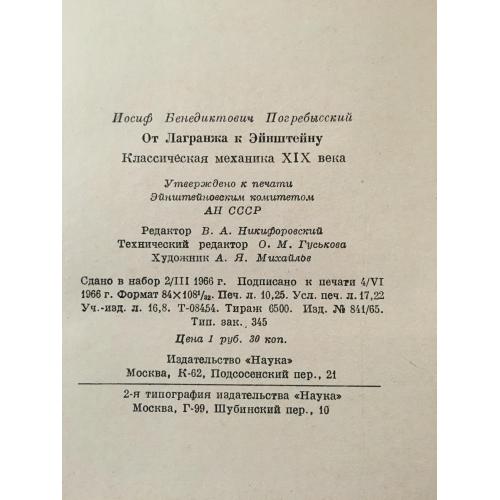 Иосиф Бенедиктович Погребысский
От Лагранжа к Эйнштейну
Классическая механика XIX века
Утверждено к печати
Эйнштейновским комитетом
АН СССР
Редактор В. А. Никифоровский
Технический редактор О. М. Гуськова
Художник А. Я. Михайлов
Сдано в набор 2/III 1966 г. Подписано к печати 4/VI
1966 г. Формат 84×108¹/₃₂. Печ. л. 10,25. Усл. печ. л. 17,22
Уч.-изд. л. 16,8. Т-08454. Тираж 6500. Изд. № 841/65.
Тип. зак. 345
Цена 1 руб. 30 коп.
Издательство «Наука»
Москва, К-62, Подсосенский пер., 21
2-я типография издательства «Наука»
Москва, Г-99, Шубинский пер., 10